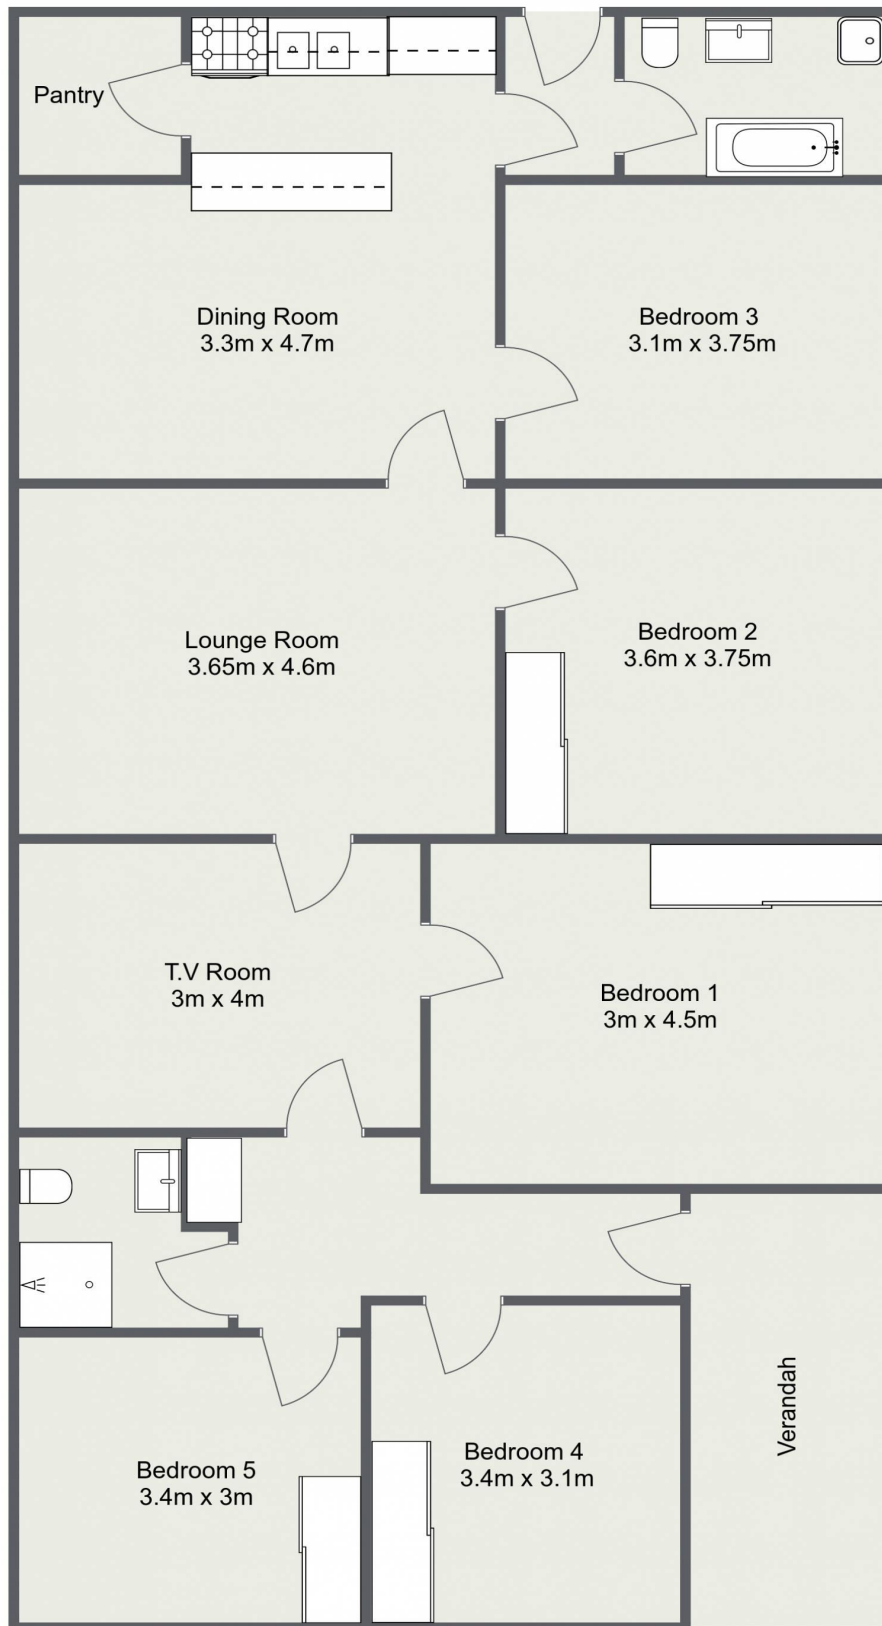 Pantry
Dining Room
3.3m x 4.7m
Bedroom 3
3.1m x 3.75m
Lounge Room
3.65m x 4.6m
Bedroom 2
3.6m x 3.75m
T.V Room
3m x 4m
Bedroom 1
3m x 4.5m
Bedroom 5
3.4m x 3m
Bedroom 4
3.4m x 3.1m
Verandah